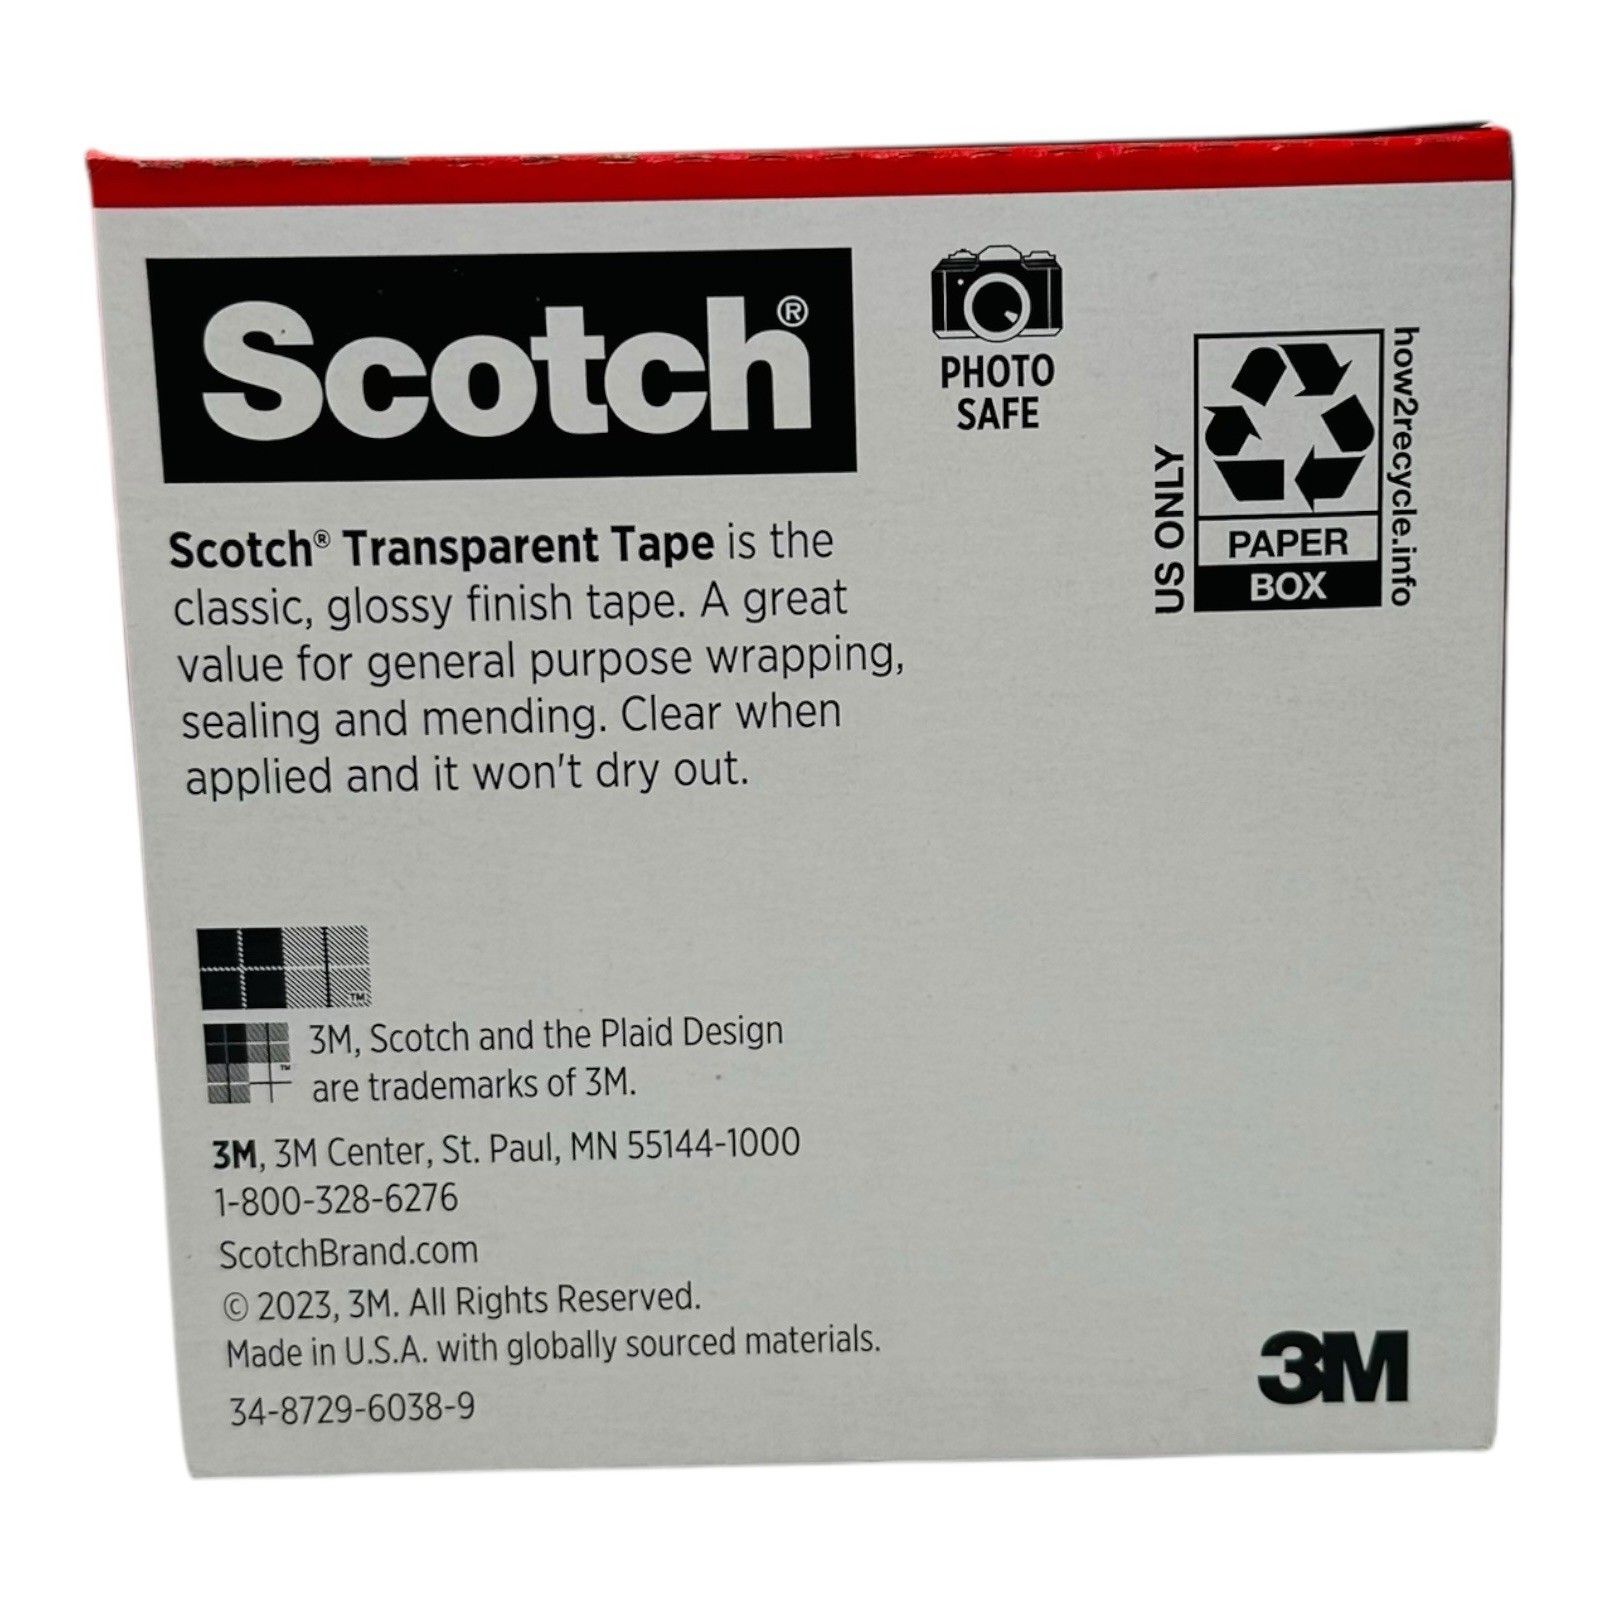 Scotch®
PHOTO
SAFE
US ONLY
PAPER
BOX
how2recycle.info
Scotch® Transparent Tape is the
classic, glossy finish tape. A great
value for general purpose wrapping,
sealing and mending. Clear when
applied and it won't dry out.
TM
TM
3M, Scotch and the Plaid Design
are trademarks of 3M.
3M, 3M Center, St. Paul, MN 55144-1000
1-800-328-6276
ScotchBrand.com
© 2023, 3M. All Rights Reserved.
Made in U.S.A. with globally sourced materials.
34-8729-6038-9
3M